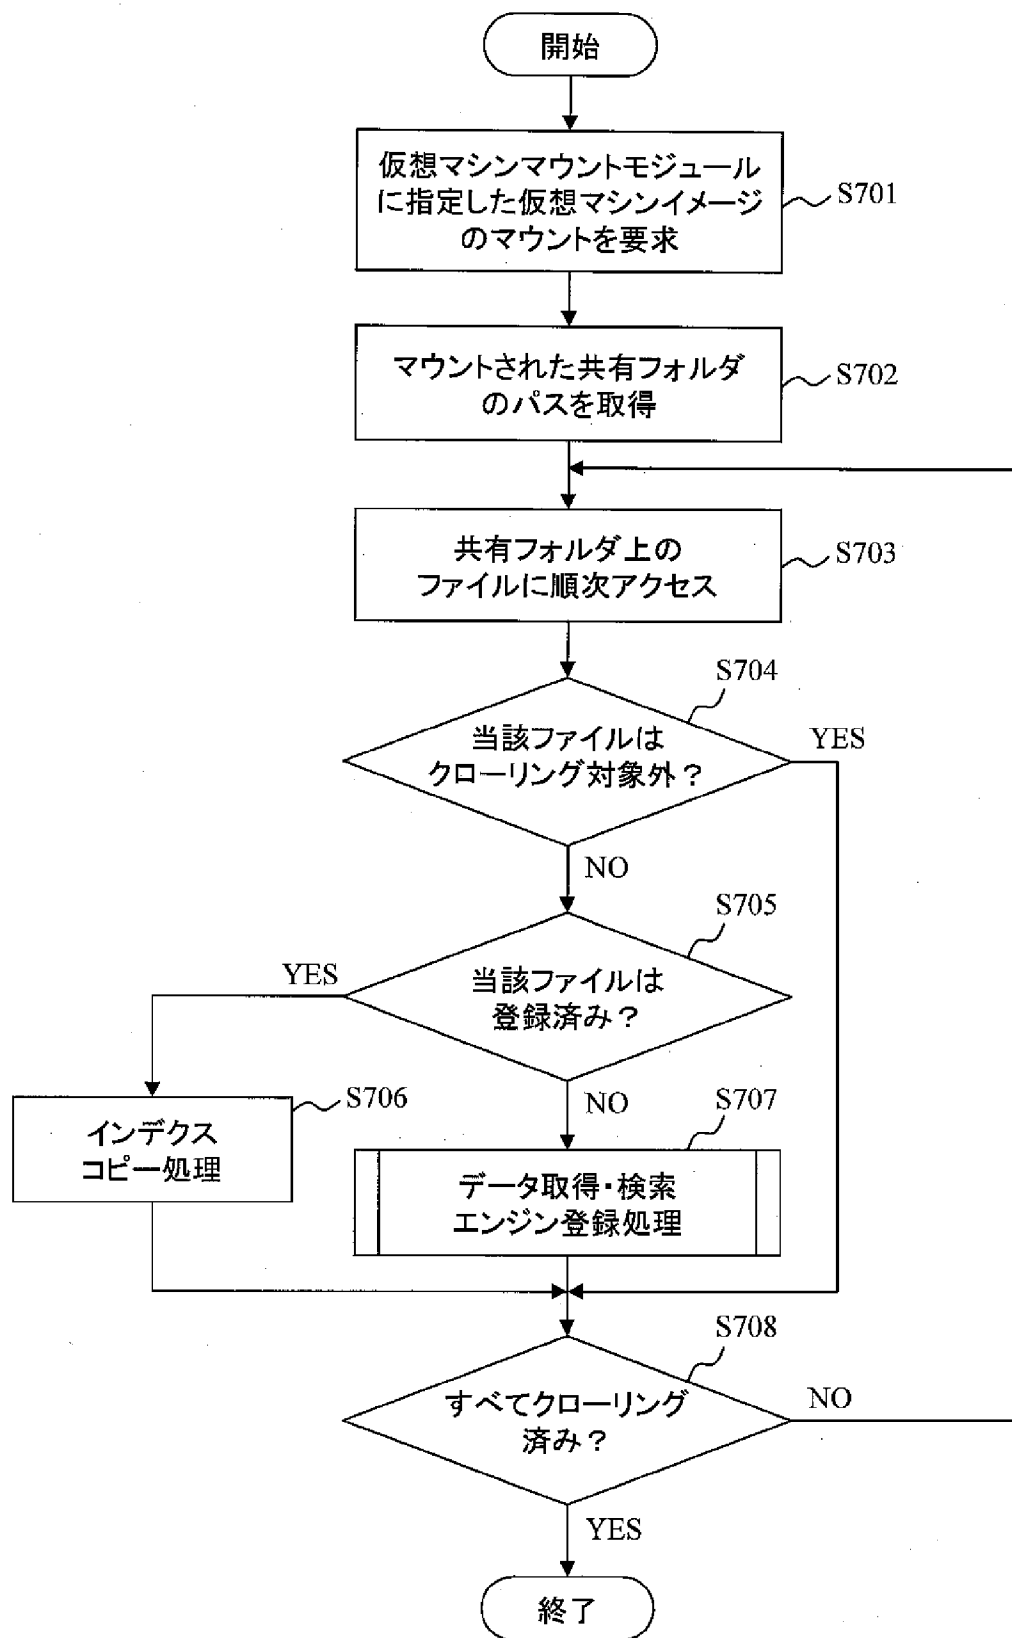 開始
仮想マシンマウントモジュール
に指定した仮想マシンイメージ
のマウントを要求
S701
マウントされた共有フォルダ
のパスを取得
S702
共有フォルダ上の
ファイルに順次アクセス
S703
S704
当該ファイルは
クローリング対象外？
YES
NO
S705
当該ファイルは
登録済み？
YES
NO
S706
インデクス
コピー処理
S707
データ取得・検索
エンジン登録処理
S708
すべてクローリング
済み？
NO
YES
終了